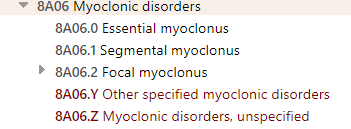 8A06 Myoclonic disorders
8A06.0 Essential myoclonus
8A06.1 Segmental myoclonus
8A06.2 Focal myoclonus
8A06.Y Other specified myoclonic disorders
8A06.Z Myoclonic disorders, unspecified